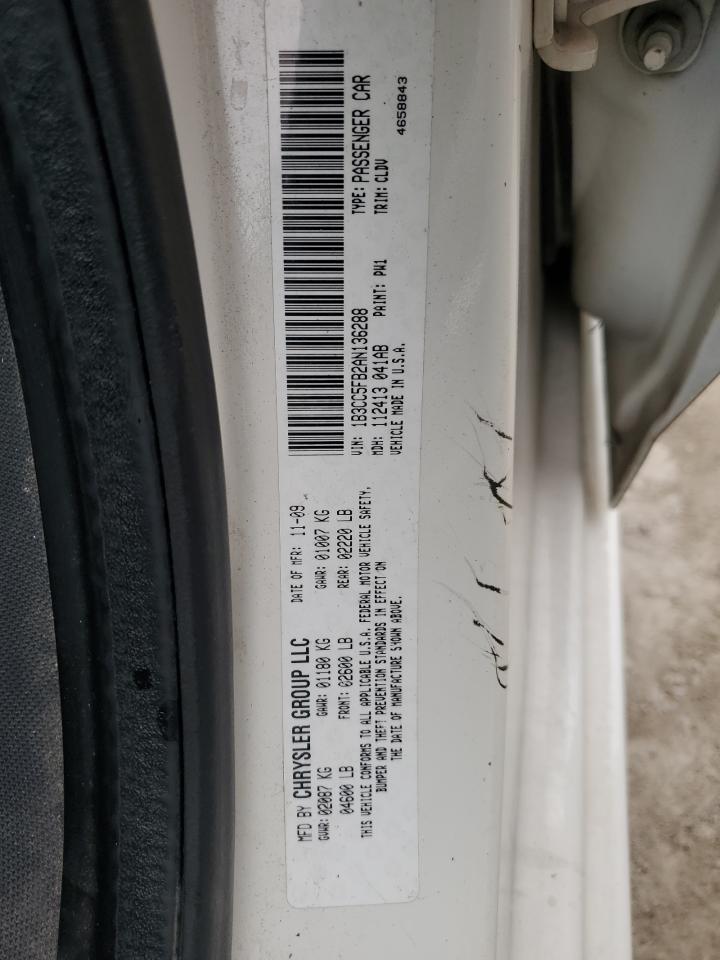 MFD BY CHRYSLER GROUP LLC DATE OF MFR: 11-09
GVWR: 02087 KG GAWR: 01180 KG GAWR: 01007 KG
04600 LB FRONT: 02600 LB REAR: 02220 LB
THIS VEHICLE CONFORMS TO ALL APPLICABLE U.S.A. FEDERAL MOTOR VEHICLE SAFETY,
BUMPER AND THEFT PREVENTION STANDARDS IN EFFECT ON
THE DATE OF MANUFACTURE SHOWN ABOVE.
VIN: 1B3CC5FB2AN136288 TYPE: PASSENGER CAR
MDH: 112413 041AB PAINT: PW1 TRIM: CLDV
VEHICLE MADE IN U.S.A. 4658843